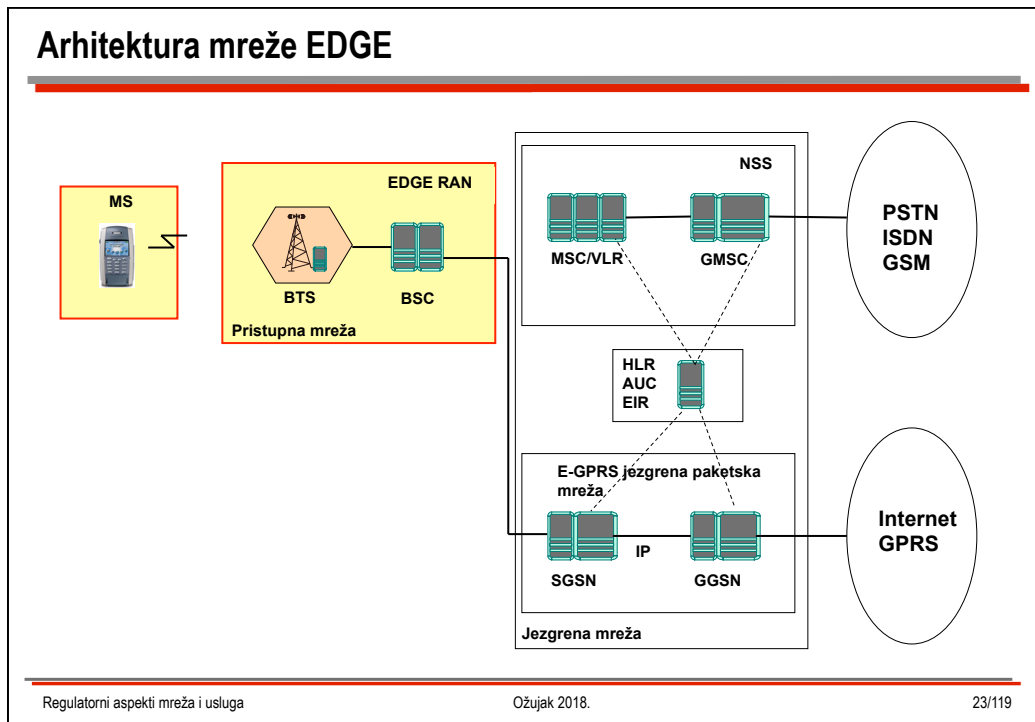 Arhitektura mreže EDGE
MS
EDGE RAN
BTS
BSC
Pristupna mreža
NSS
MSC/VLR
GMSC
PSTN
ISDN
GSM
HLR
AUC
EIR
E-GPRS jezgrena paketska
mreža
SGSN
IP
GGSN
Internet
GPRS
Jezgrena mreža
Regulatorni aspekti mreža i usluga
Ožujak 2018.
23/119